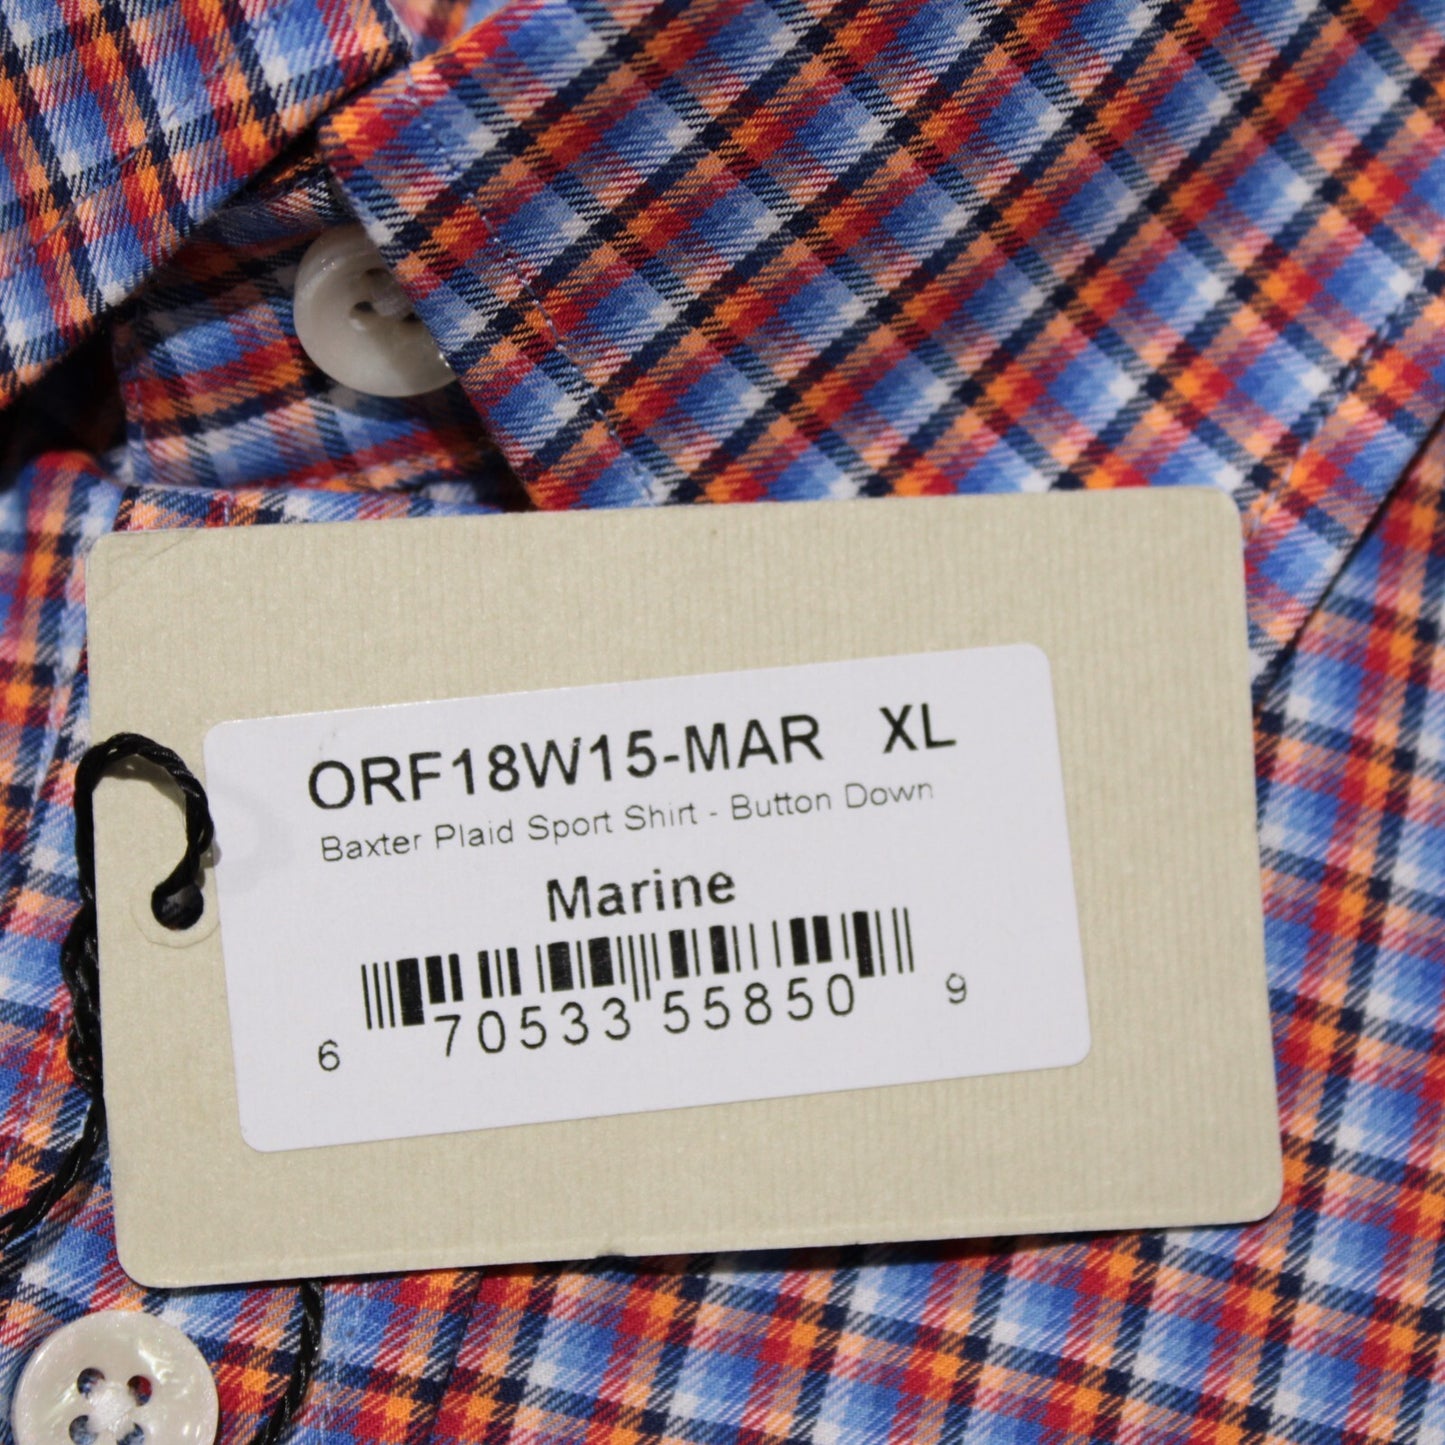 ORF18W15-MAR XL
Baxter Plaid Sport Shirt - Button Down
Marine
6 70533 55850 9